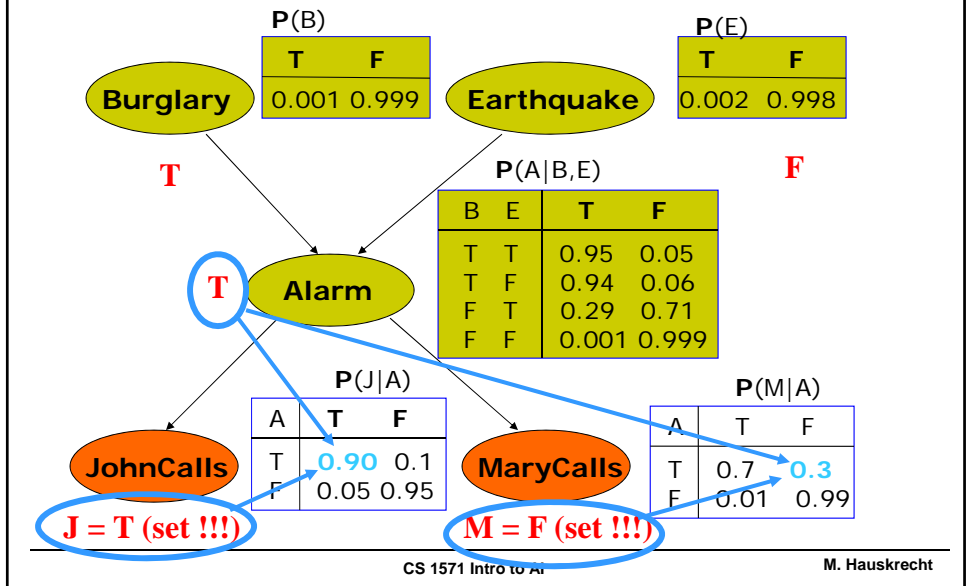 P(B)
T F
0.001 0.999
Burglary
P(E)
T F
0.002 0.998
Earthquake
T
F
P(A|B,E)
B E T F
T T 0.95 0.05
T F 0.94 0.06
F T 0.29 0.71
F F 0.001 0.999
T
Alarm
P(J|A)
A T F
T 0.90 0.1
F 0.05 0.95
P(M|A)
A T F
T 0.7 0.3
F 0.01 0.99
JohnCalls
MaryCalls
J = T (set !!!)
M = F (set !!!)
CS 1571 Intro to AI
M. Hauskrecht